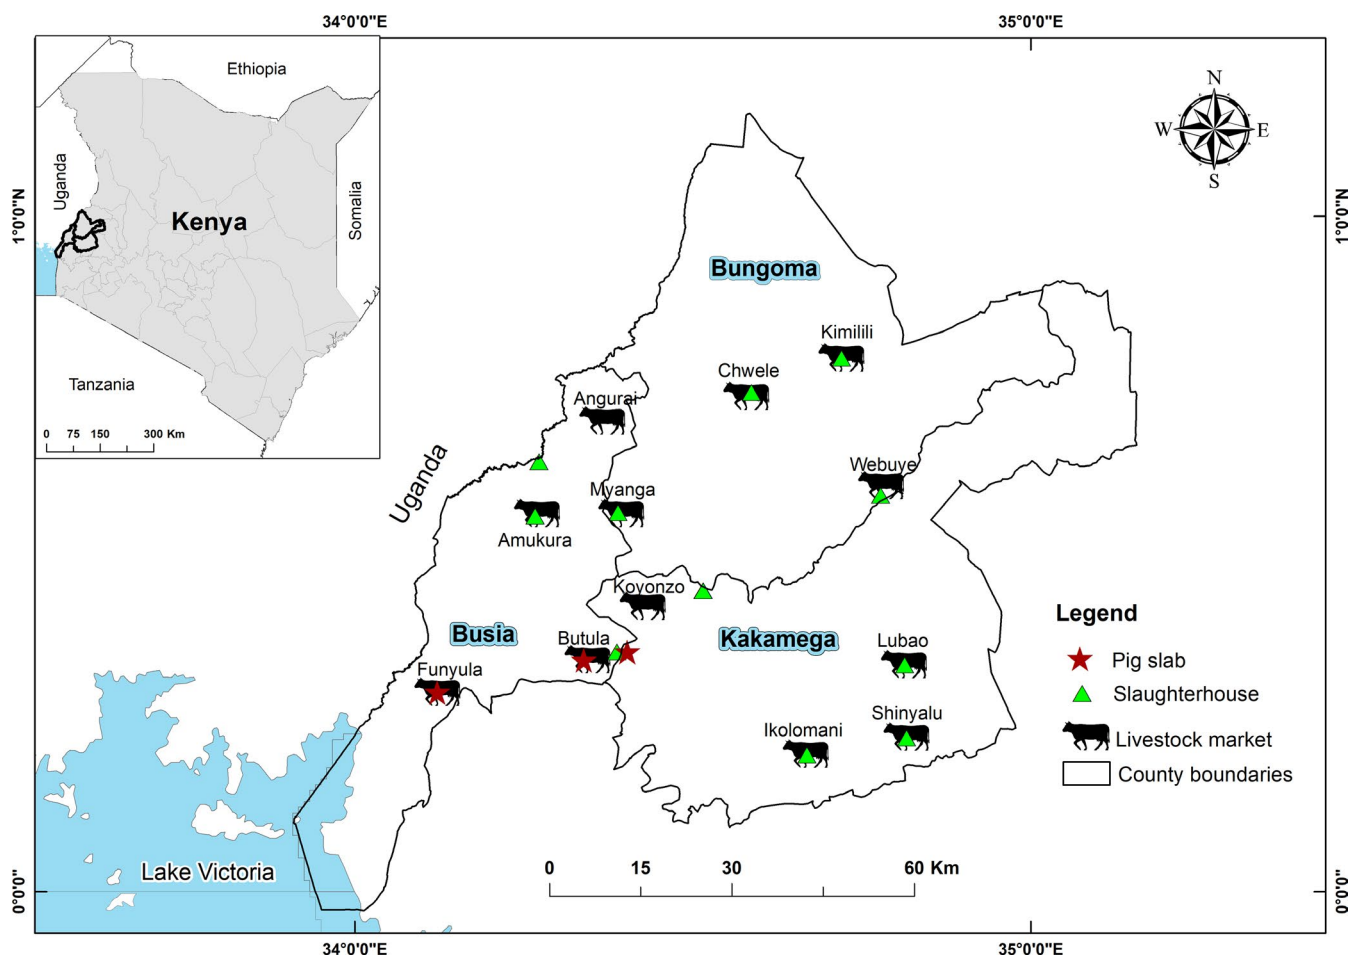 34°0'0"E
35°0'0"E
Ethiopia
Uganda
Kenya
Somalia
Tanzania
0 75 150 300 Km
N
W E
S
1°0'0"N
1°0'0"N
Bungoma
Kimilili
Chwele
Angurai
Uganda
Webuye
Myanga
Amukura
Koyonzo
Busia
Butula
Kakamega
Lubao
Funyula
Shinyalu
Ikolomani
Legend
Pig slab
Slaughterhouse
Livestock market
County boundaries
Lake Victoria
0 15 30 60 Km
0°0'0"
0°0'0"
34°0'0"E
35°0'0"E